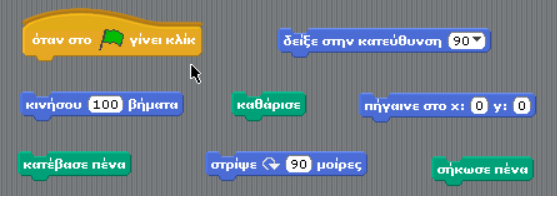 όταν στο γίνει κλίκ
δείξε στην κατεύθυνση 90
κινήσου 100 βήματα
καθάρισε
πήγαινε στο x: 0 y: 0
κατέβασε πένα
στρίψε 90 μοίρες
σήκωσε πένα